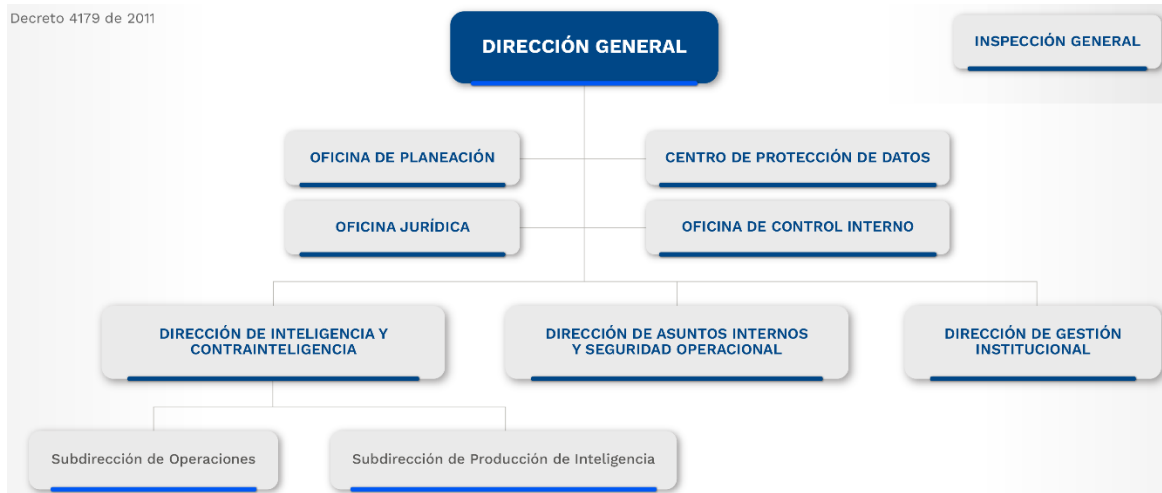 Decreto 4179 de 2011
DIRECCIÓN GENERAL
INSPECCIÓN GENERAL
OFICINA DE PLANEACIÓN
CENTRO DE PROTECCIÓN DE DATOS
OFICINA JURÍDICA
OFICINA DE CONTROL INTERNO
DIRECCIÓN DE INTELIGENCIA Y
CONTRAINTELIGENCIA
DIRECCIÓN DE ASUNTOS INTERNOS
Y SEGURIDAD OPERACIONAL
DIRECCIÓN DE GESTIÓN
INSTITUCIONAL
Subdirección de Operaciones
Subdirección de Producción de Inteligencia